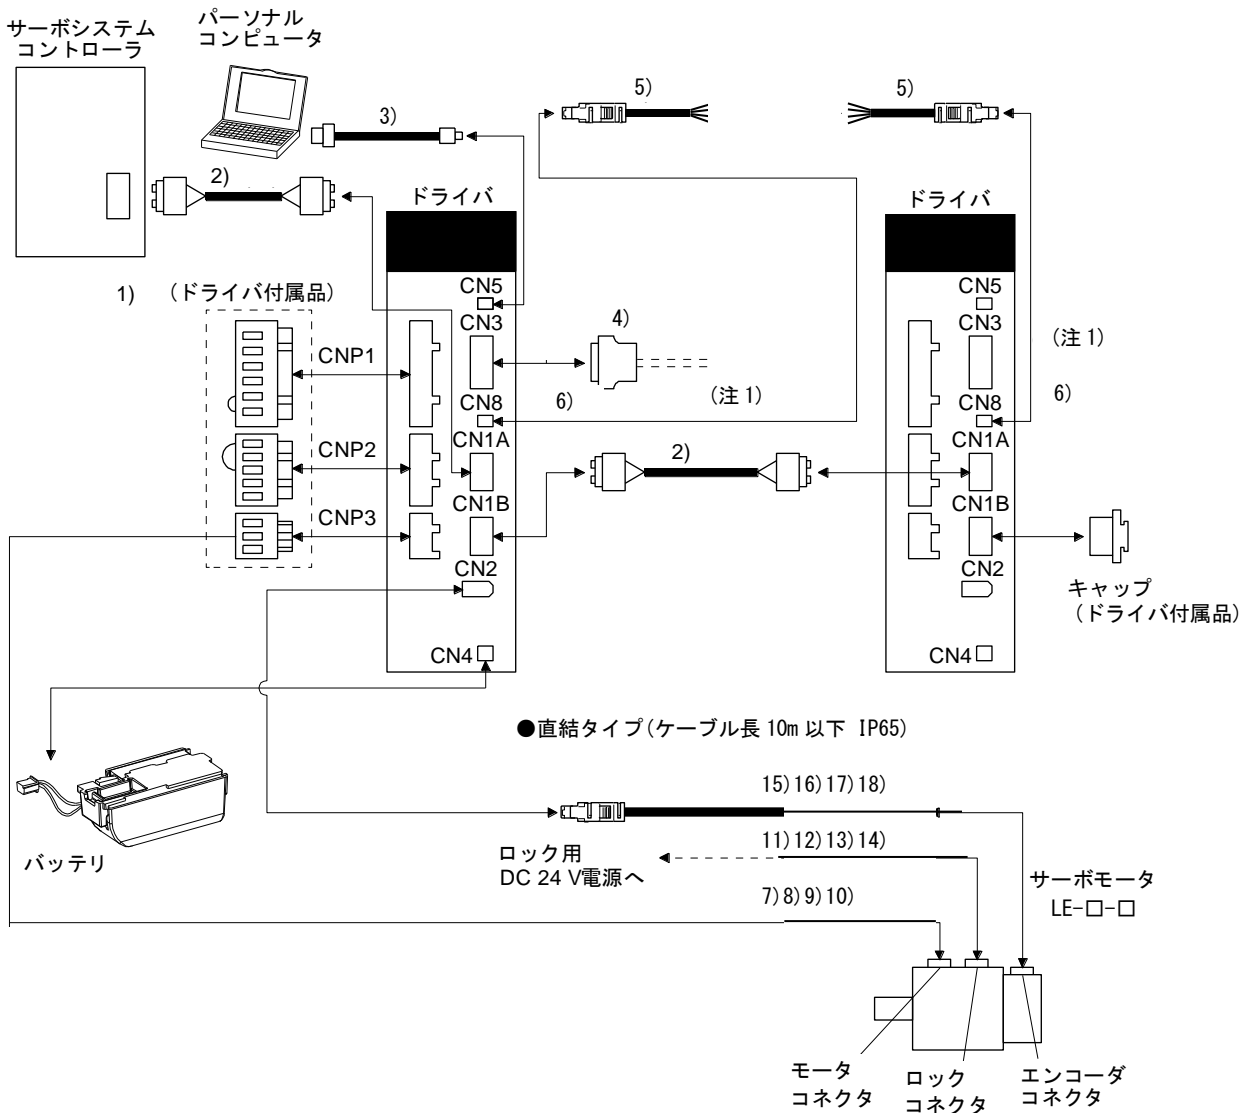 サーボシステム
コントローラ
パーソナル
コンピュータ
3)
5)
5)
2)
ドライバ
ドライバ
1)
(ドライバ付属品)
CN5
CN3
CN8
CN1A
CN1B
CN2
CN4
CNP1
CNP2
CNP3
4)
6)
(注 1)
2)
CN5
CN3
CN8
CN1A
CN1B
CN2
CN4
(注 1)
6)
キャップ
(ドライバ付属品)
バッテリ
●直結タイプ(ケーブル長 10m 以下 IP65)
15)16)17)18)
11)12)13)14)
ロック用
DC 24 V電源へ
7)8)9)10)
サーボモータ
LE-□-□
モータ
コネクタ
ロック
コネクタ
エンコーダ
コネクタ